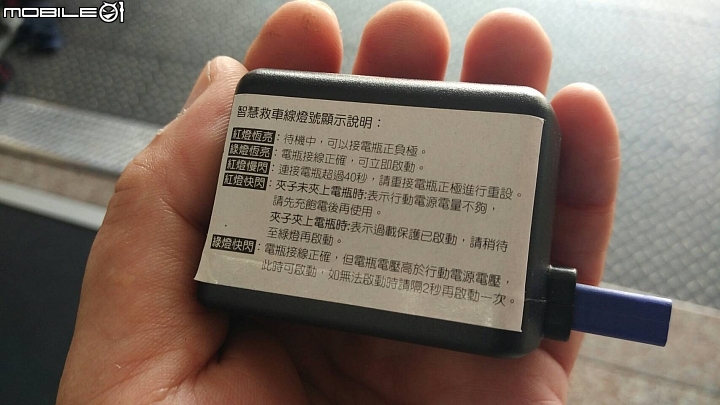 MOBILE01
智慧救車線燈號顯示說明：
紅燈恆亮：待機中，可以接電瓶正負極。
綠燈恆亮：電瓶接線正確，可立即啟動。
紅燈慢閃：連接電瓶超過40秒，請重接電瓶正極進行重設。
紅燈快閃：夾子未夾上電瓶時:表示行動電源電量不夠，
請先充飽電後再使用。
夾子夾上電瓶時:表示過載保護已啟動，請稍待
至綠燈再啟動。
綠燈快閃：電瓶接線正確，但電瓶電壓高於行動電源電壓，
此時可啟動，如無法啟動時請隔2秒再啟動一次。